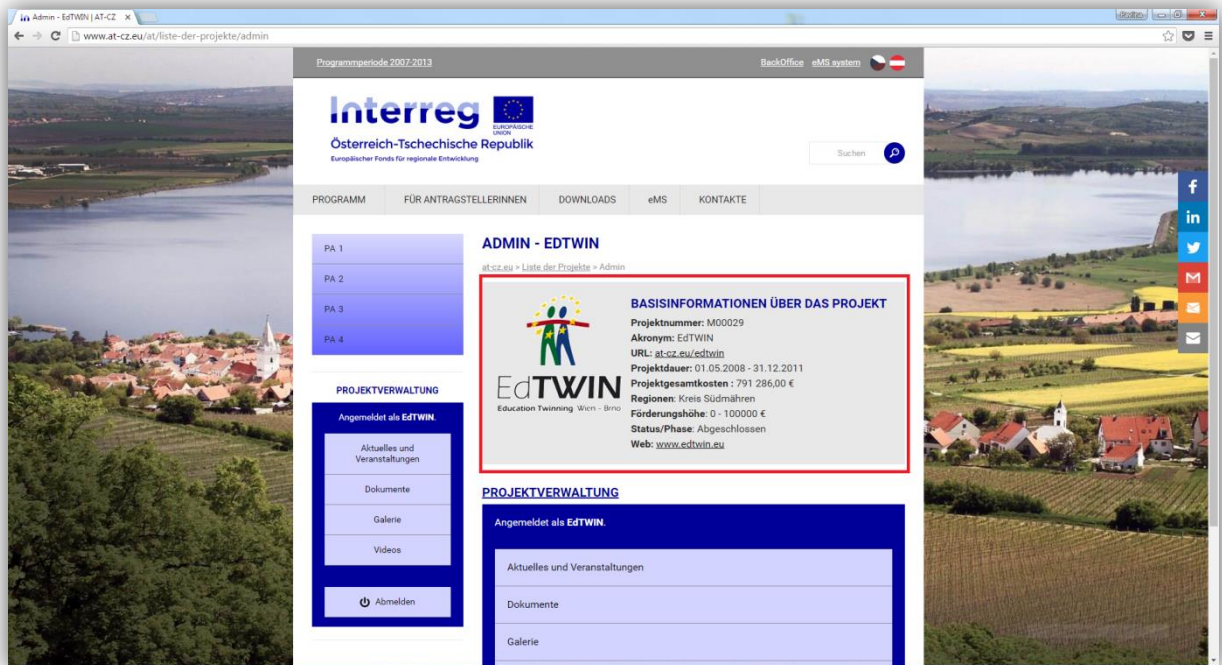 Admin - EdTWIN | AT-CZ
www.at-cz.eu/at/liste-der-projekte/admin
Programmperiode 2007-2013
BackOffice eMS system
Interreg
EUROPÄISCHE
UNION
Österreich-Tschechische Republik
Europäischer Fonds für regionale Entwicklung
Suchen
PROGRAMM FÜR ANTRAGSTELLERINNEN DOWNLOADS eMS KONTAKTE
PA 1
PA 2
PA 3
PA 4
PROJEKTVERWALTUNG
Angemeldet als EdTWIN.
Aktuelles und
Veranstaltungen
Dokumente
Galerie
Videos
Abmelden
ADMIN - EDTWIN
at-cz.eu > Liste der Projekte > Admin
EdTWIN
Education Twinning Wien - Brno
BASISINFORMATIONEN ÜBER DAS PROJEKT
Projektnummer: M00029
Akronym: EdTWIN
URL: at-cz.eu/edtwin
Projektdauer: 01.05.2008 - 31.12.2011
Projektgesamtkosten : 791 286,00 €
Regionen: Kreis Südmähren
Förderungshöhe: 0 - 100000 €
Status/Phase: Abgeschlossen
Web: www.edtwin.eu
PROJEKTVERWALTUNG
Angemeldet als EdTWIN.
Aktuelles und Veranstaltungen
Dokumente
Galerie